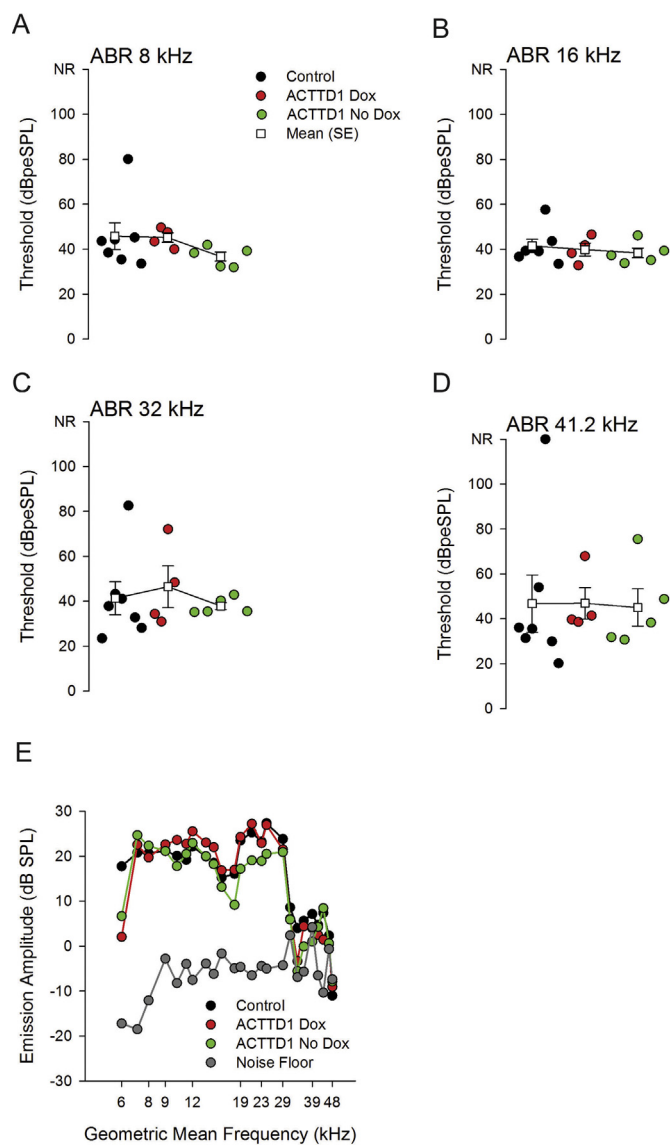 A
ABR 8 kHz
NR
100
80
60
40
20
0
Threshold (dBpeSPL)
Control
ACTTD1 Dox
ACTTD1 No Dox
Mean (SE)
B
ABR 16 kHz
NR
100
80
60
40
20
0
Threshold (dBpeSPL)
C
ABR 32 kHz
NR
100
80
60
40
20
0
Threshold (dBpeSPL)
D
ABR 41.2 kHz
NR
100
80
60
40
20
0
Threshold (dBpeSPL)
E
30
20
10
0
-10
-20
-30
Emission Amplitude (dB SPL)
Control
ACTTD1 Dox
ACTTD1 No Dox
Noise Floor
6 8 9 12 19 23 29 39 48
Geometric Mean Frequency (kHz)